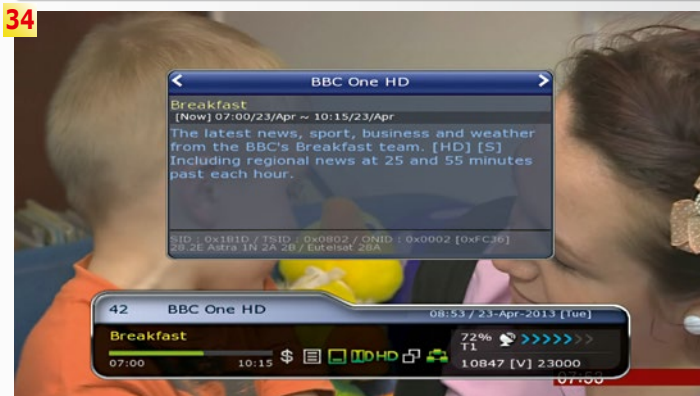 34
BBC One HD
Breakfast
[Now] 07:00/23/Apr ~ 10:15/23/Apr
The latest news, sport, business and weather
from the BBC's Breakfast team. [HD] [S]
Including regional news at 25 and 55 minutes
past each hour.
SID : 0x181D / TSID : 0x0802 / ONID : 0x0002 [0xFC36]
28.2E Astra 1N 2A 2B / Eutelsat 28A
42 BBC One HD 08:53 / 23-Apr-2013 [Tue]
Breakfast 72%
T1
07:00 10:15 $ HD 10847 [V] 23000
07:53